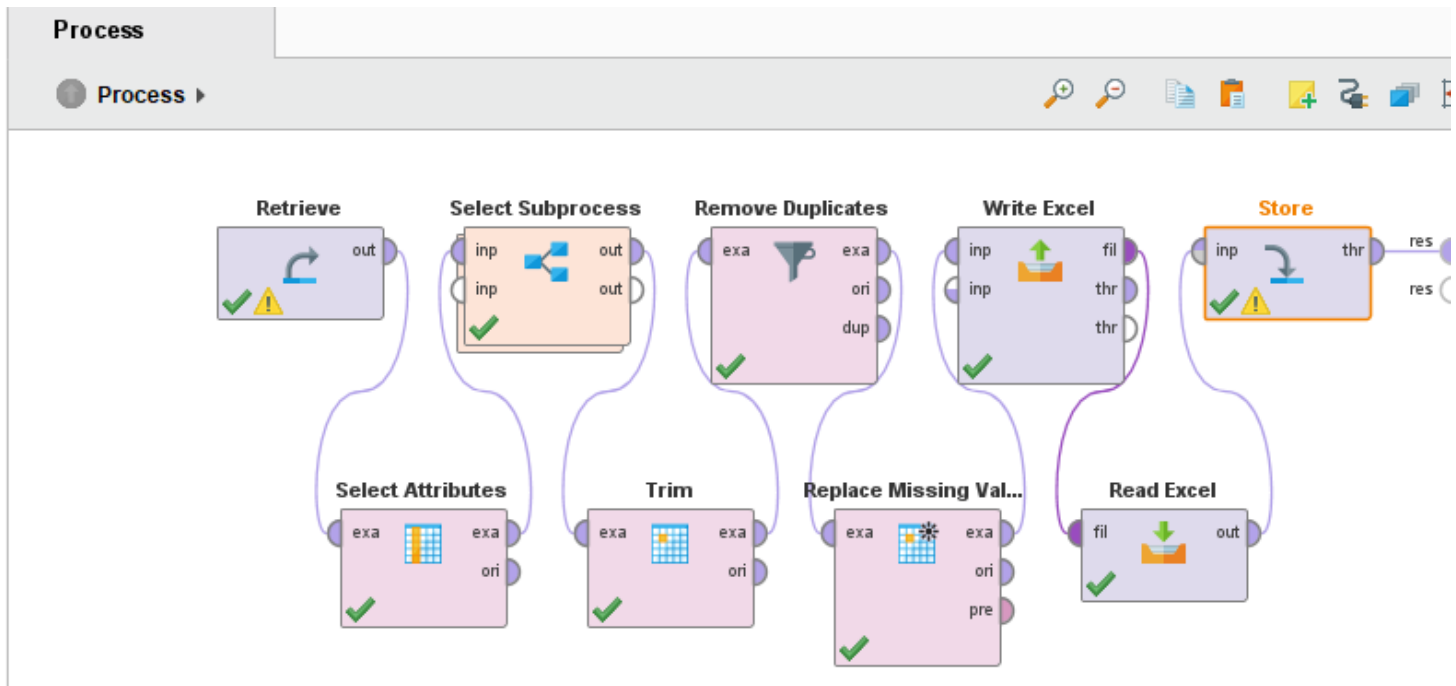 Process
Process
Retrieve
out
Select Subprocess
inp out
inp out
Remove Duplicates
exa exa
ori
dup
Write Excel
inp fil
inp thr
thr
Store
inp thr
res
res
Select Attributes
exa exa
ori
Trim
exa exa
ori
Replace Missing Val...
exa exa
ori
pre
Read Excel
fil out